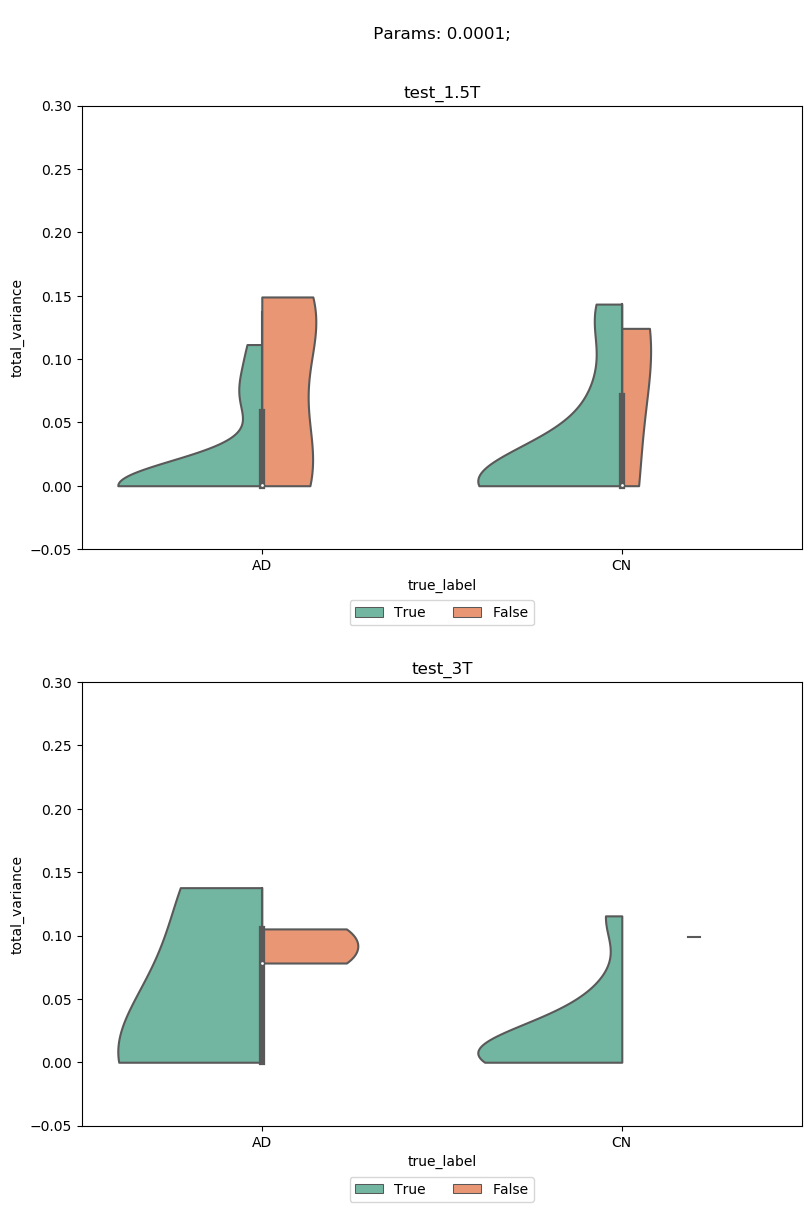 Params: 0.0001;
test_1.5T
0.30
0.25
0.20
0.15
0.10
0.05
0.00
−0.05
total_variance
AD CN
true_label
True False
test_3T
0.30
0.25
0.20
0.15
0.10
0.05
0.00
−0.05
total_variance
AD CN
true_label
True False